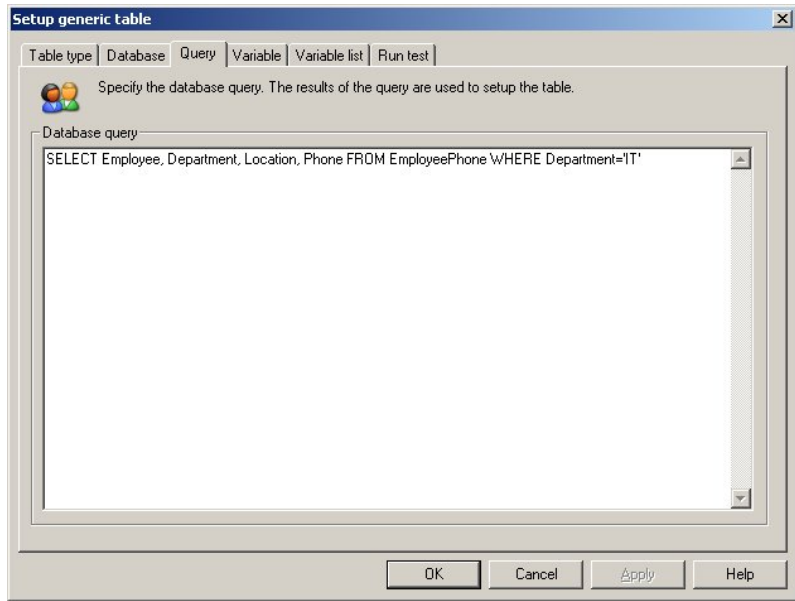 Setup generic table
Table type Database Query Variable Variable list Run test
Specify the database query. The results of the query are used to setup the table.
Database query
SELECT Employee, Department, Location, Phone FROM EmployeePhone WHERE Department='IT'
OK Cancel Apply Help